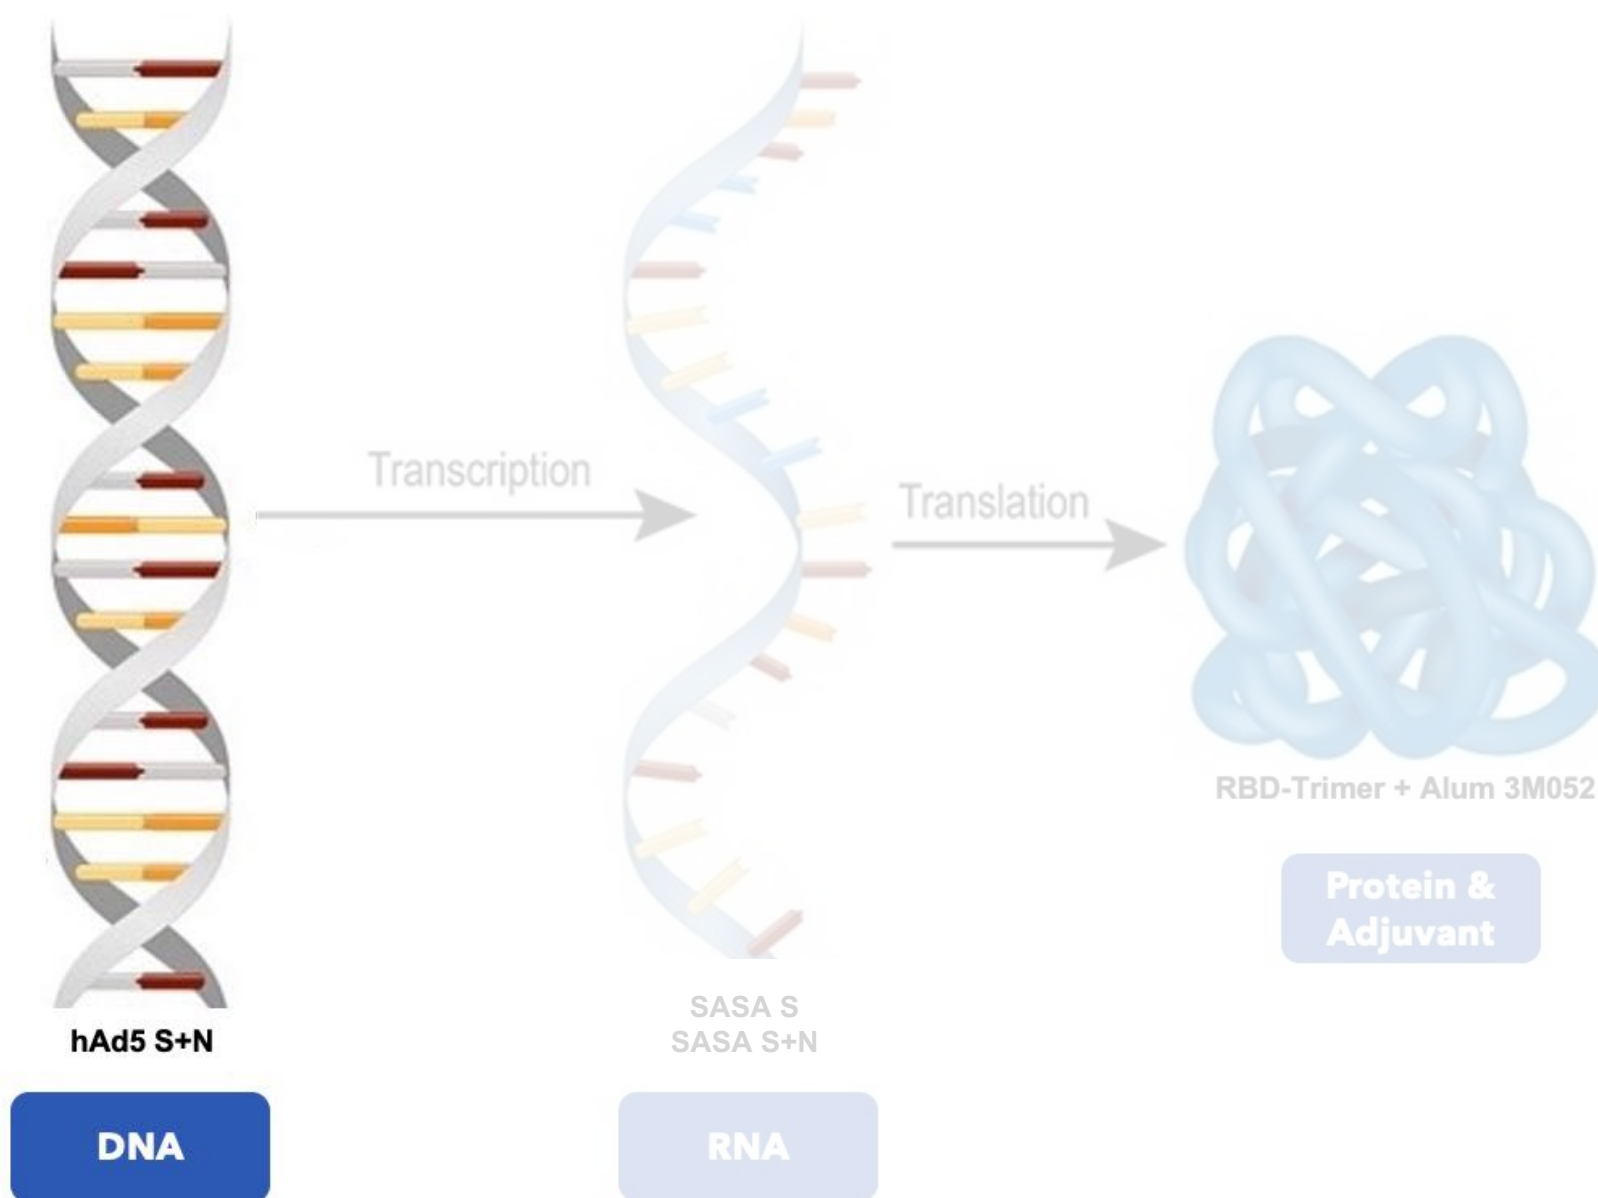 Transcription
Translation
RBD-Trimer + Alum 3M052
Protein &
Adjuvant
SASA S
SASA S+N
hAd5 S+N
DNA
RNA